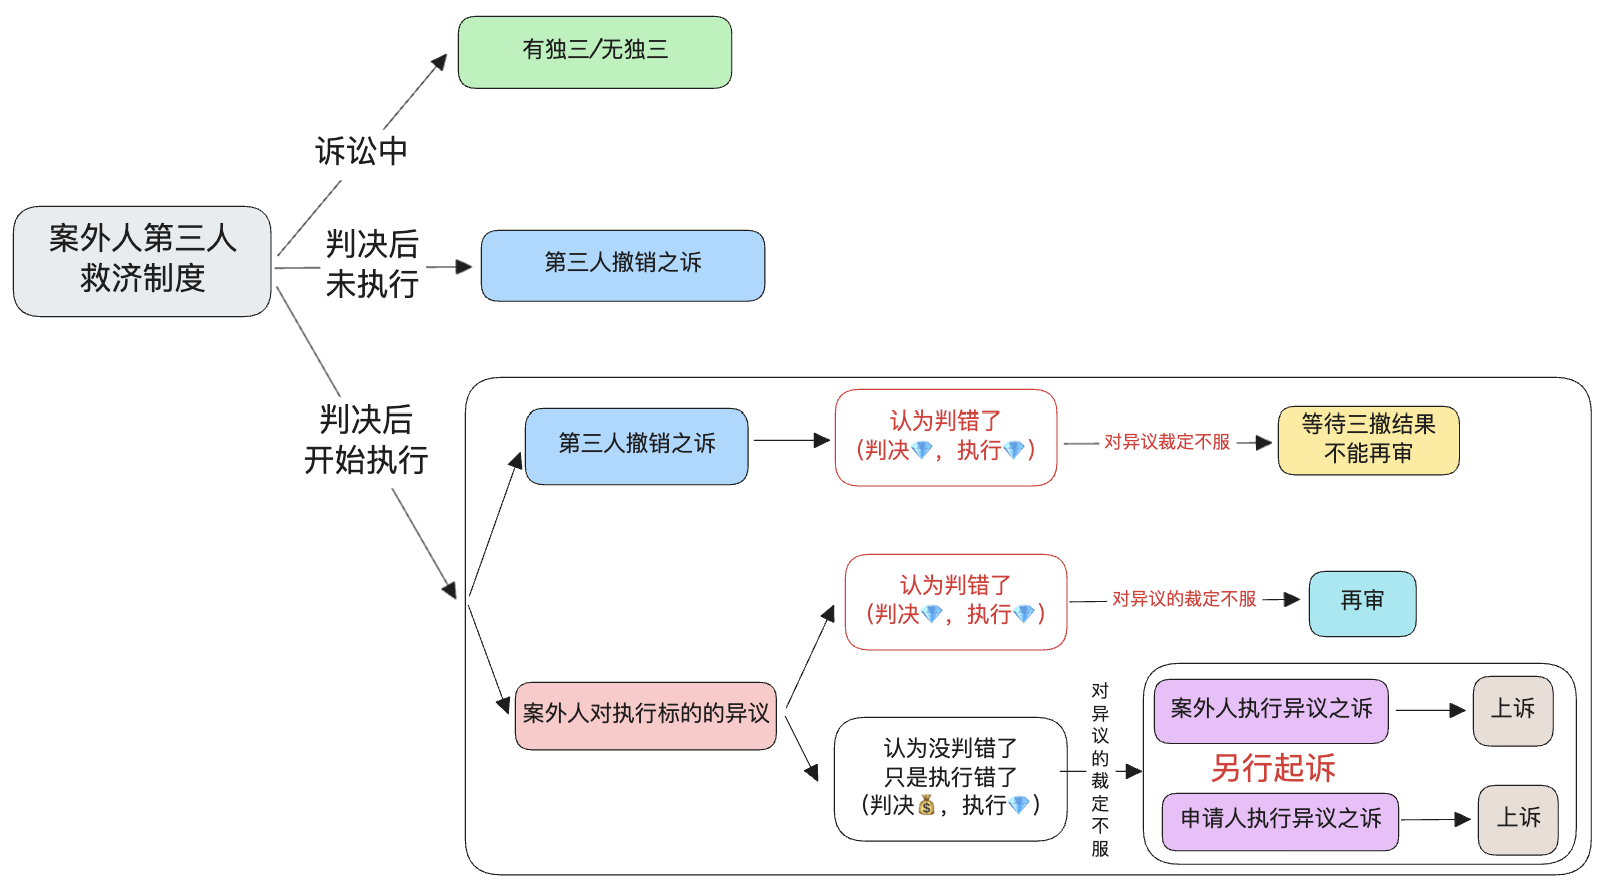 有独三/无独三
诉讼中
案外人第三人
救济制度
判决后
未执行
第三人撤销之诉
判决后
开始执行
第三人撤销之诉
认为判错了
(判决💎，执行💎)
对异议裁定不服
等待三撤结果
不能再审
认为判错了
(判决💎，执行💎)
对异议的裁定不服
再审
案外人对执行标的的异议
认为没判错了
只是执行错了
(判决💰，执行💎)
对
异
议
的
裁
定
不
服
案外人执行异议之诉
上诉
另行起诉
申请人执行异议之诉
上诉